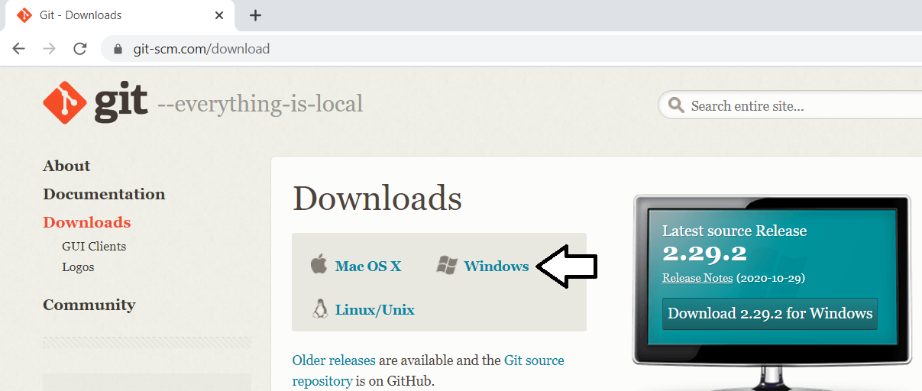 Git - Downloads
git-scm.com/download
git --everything-is-local
Search entire site...
About
Documentation
Downloads
GUI Clients
Logos
Community
Downloads
Mac OS X
Windows
Linux/Unix
Older releases are available and the Git source
repository is on GitHub.
Latest source Release
2.29.2
Release Notes (2020-10-29)
Download 2.29.2 for Windows